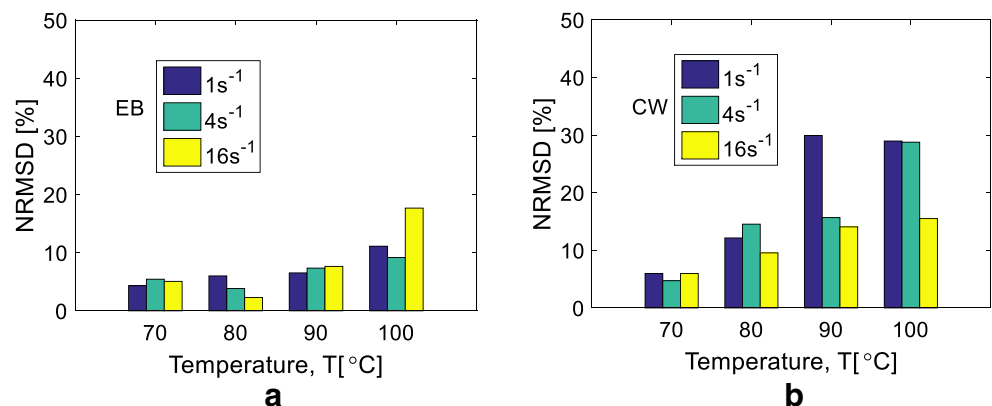 50
40
30
20
10
0
NRMSD [%]
EB
1s⁻¹
4s⁻¹
16s⁻¹
70 80 90 100
Temperature, T[°C]
a
50
40
30
20
10
0
NRMSD [%]
CW
1s⁻¹
4s⁻¹
16s⁻¹
70 80 90 100
Temperature, T[°C]
b